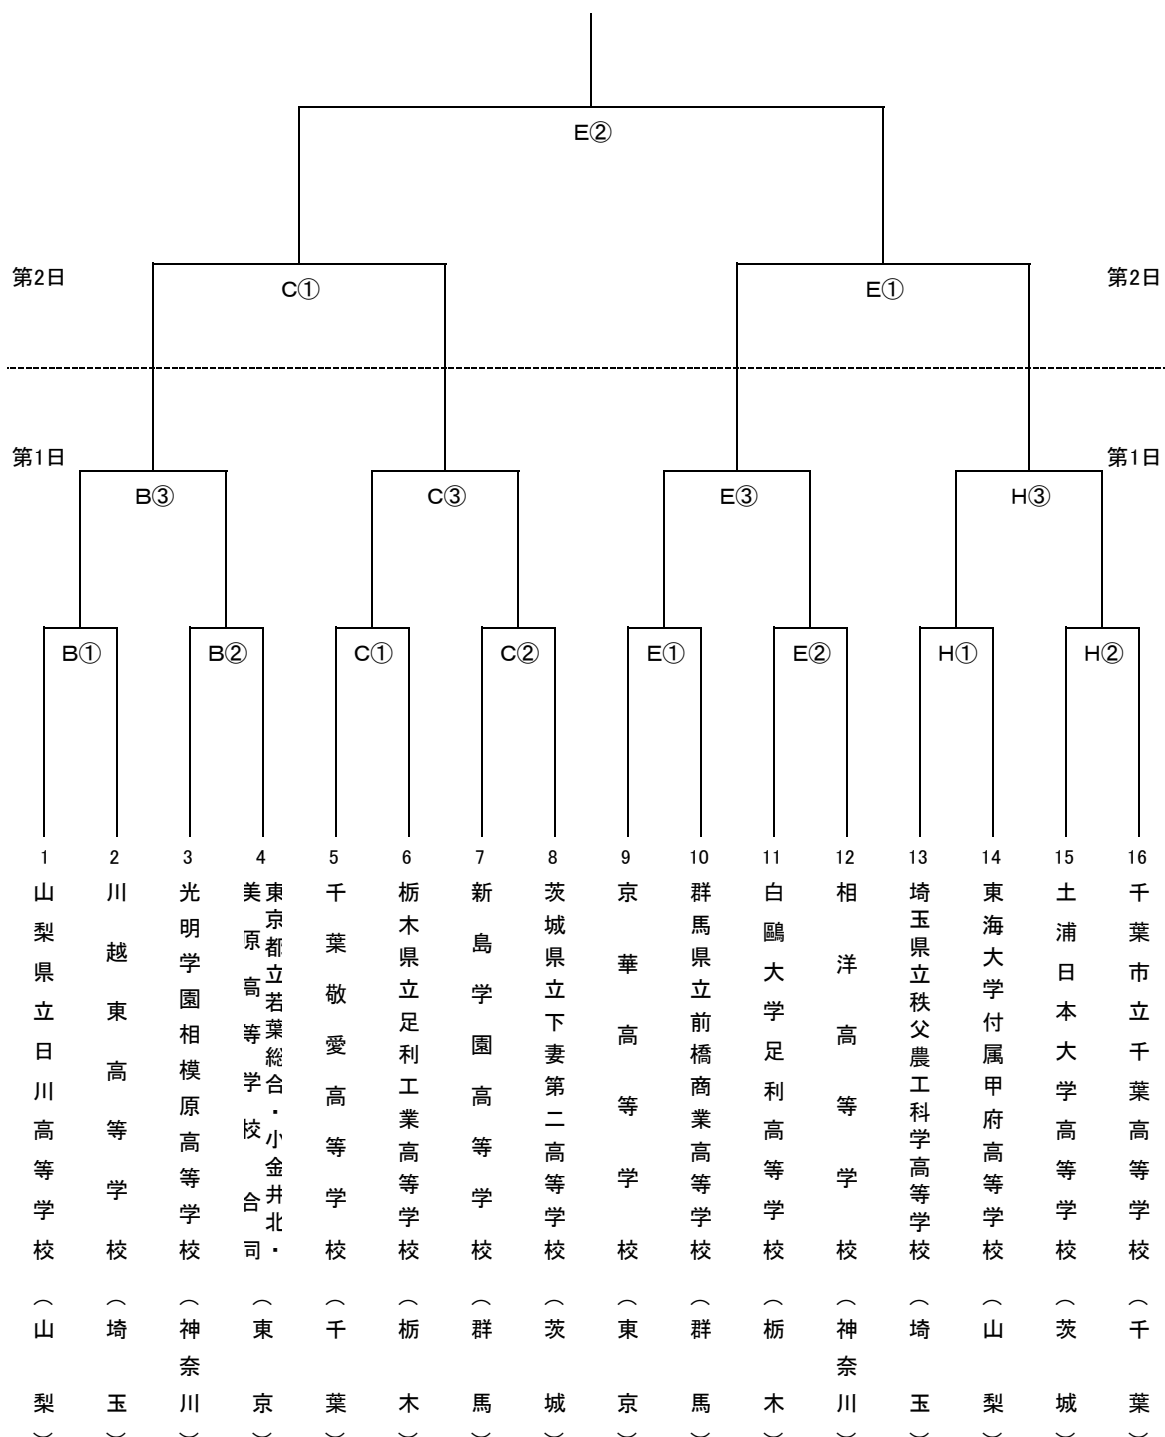 E②
第2日
C①
E①
第2日
第1日
第1日
B③
C③
E③
H③
B①
B②
C①
C②
E①
E②
H①
H②
1
2
3
4
5
6
7
8
9
10
11
12
13
14
15
16
山梨県立日川高等学校（山梨）
川越東高等学校（埼玉）
光明学園相模原高等学校（神奈川）
東京都立若葉総合・小金井北・
美原高等学校合同
（東京）
千葉敬愛高等学校（千葉）
栃木県立足利工業高等学校（栃木）
新島学園高等学校（群馬）
茨城県立下妻第二高等学校（茨城）
京華高等学校（東京）
群馬県立前橋商業高等学校（群馬）
白鷗大学足利高等学校（栃木）
相洋高等学校（神奈川）
埼玉県立秩父農工科学高等学校（埼玉）
東海大学付属甲府高等学校（山梨）
土浦日本大学高等学校（茨城）
千葉市立千葉高等学校（千葉）